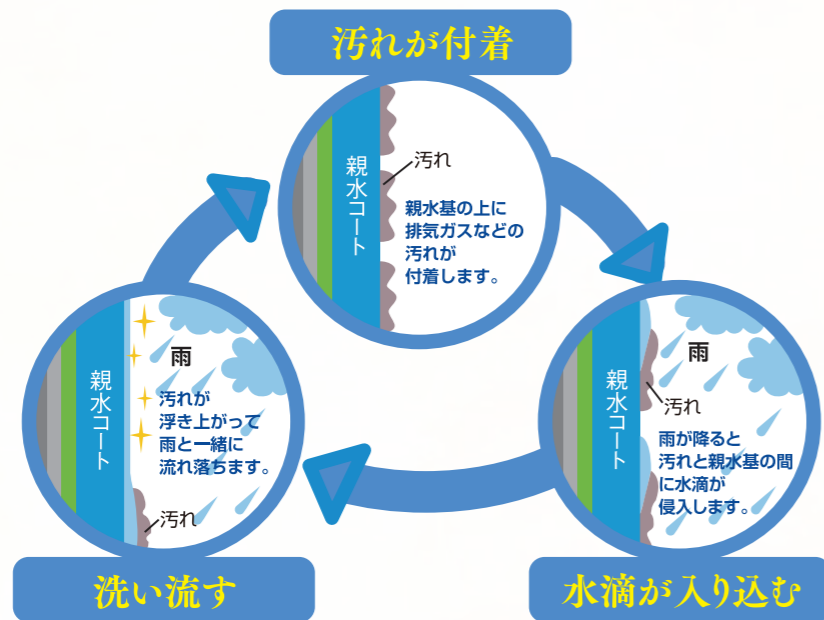 汚れが付着
親水コート
汚れ
親水基の上に
排気ガスなどの
汚れが
付着します。
雨
親水コート
汚れ
雨が降ると
汚れと親水基の間
に水滴が
侵入します。
水滴が入り込む
雨
親水コート
汚れが
浮き上がって
雨と一緒に
流れ落ちます。
汚れ
洗い流す